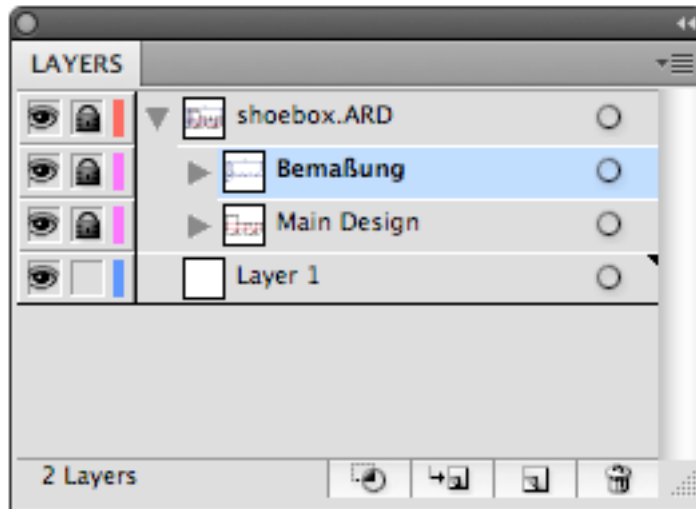 LAYERS
shoebox.ARD
Bemaßung
Main Design
Layer 1
2 Layers